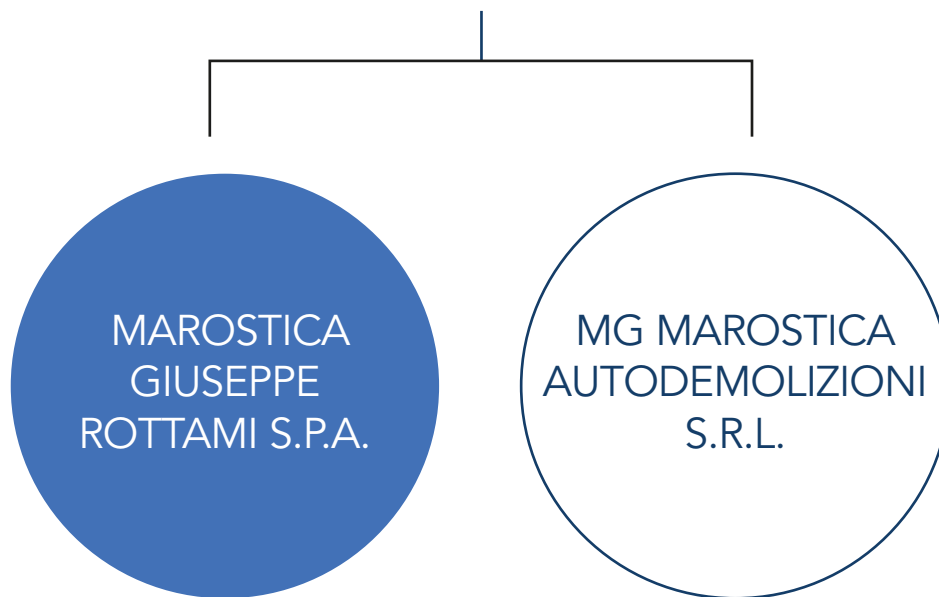 MAROSTICA
GIUSEPPE
ROTTAMI S.P.A.
MG MAROSTICA
AUTODEMOLIZIONI
S.R.L.